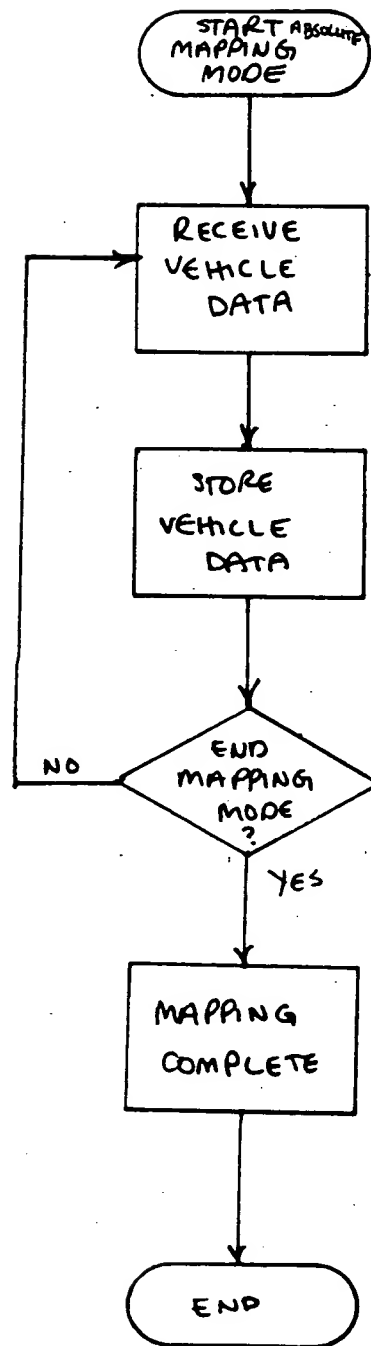 START ABSOLUTE
MAPPING
MODE
RECEIVE
VEHICLE
DATA
STORE
VEHICLE
DATA
END
MAPPING
MODE
?
NO
YES
MAPPING
COMPLETE
END